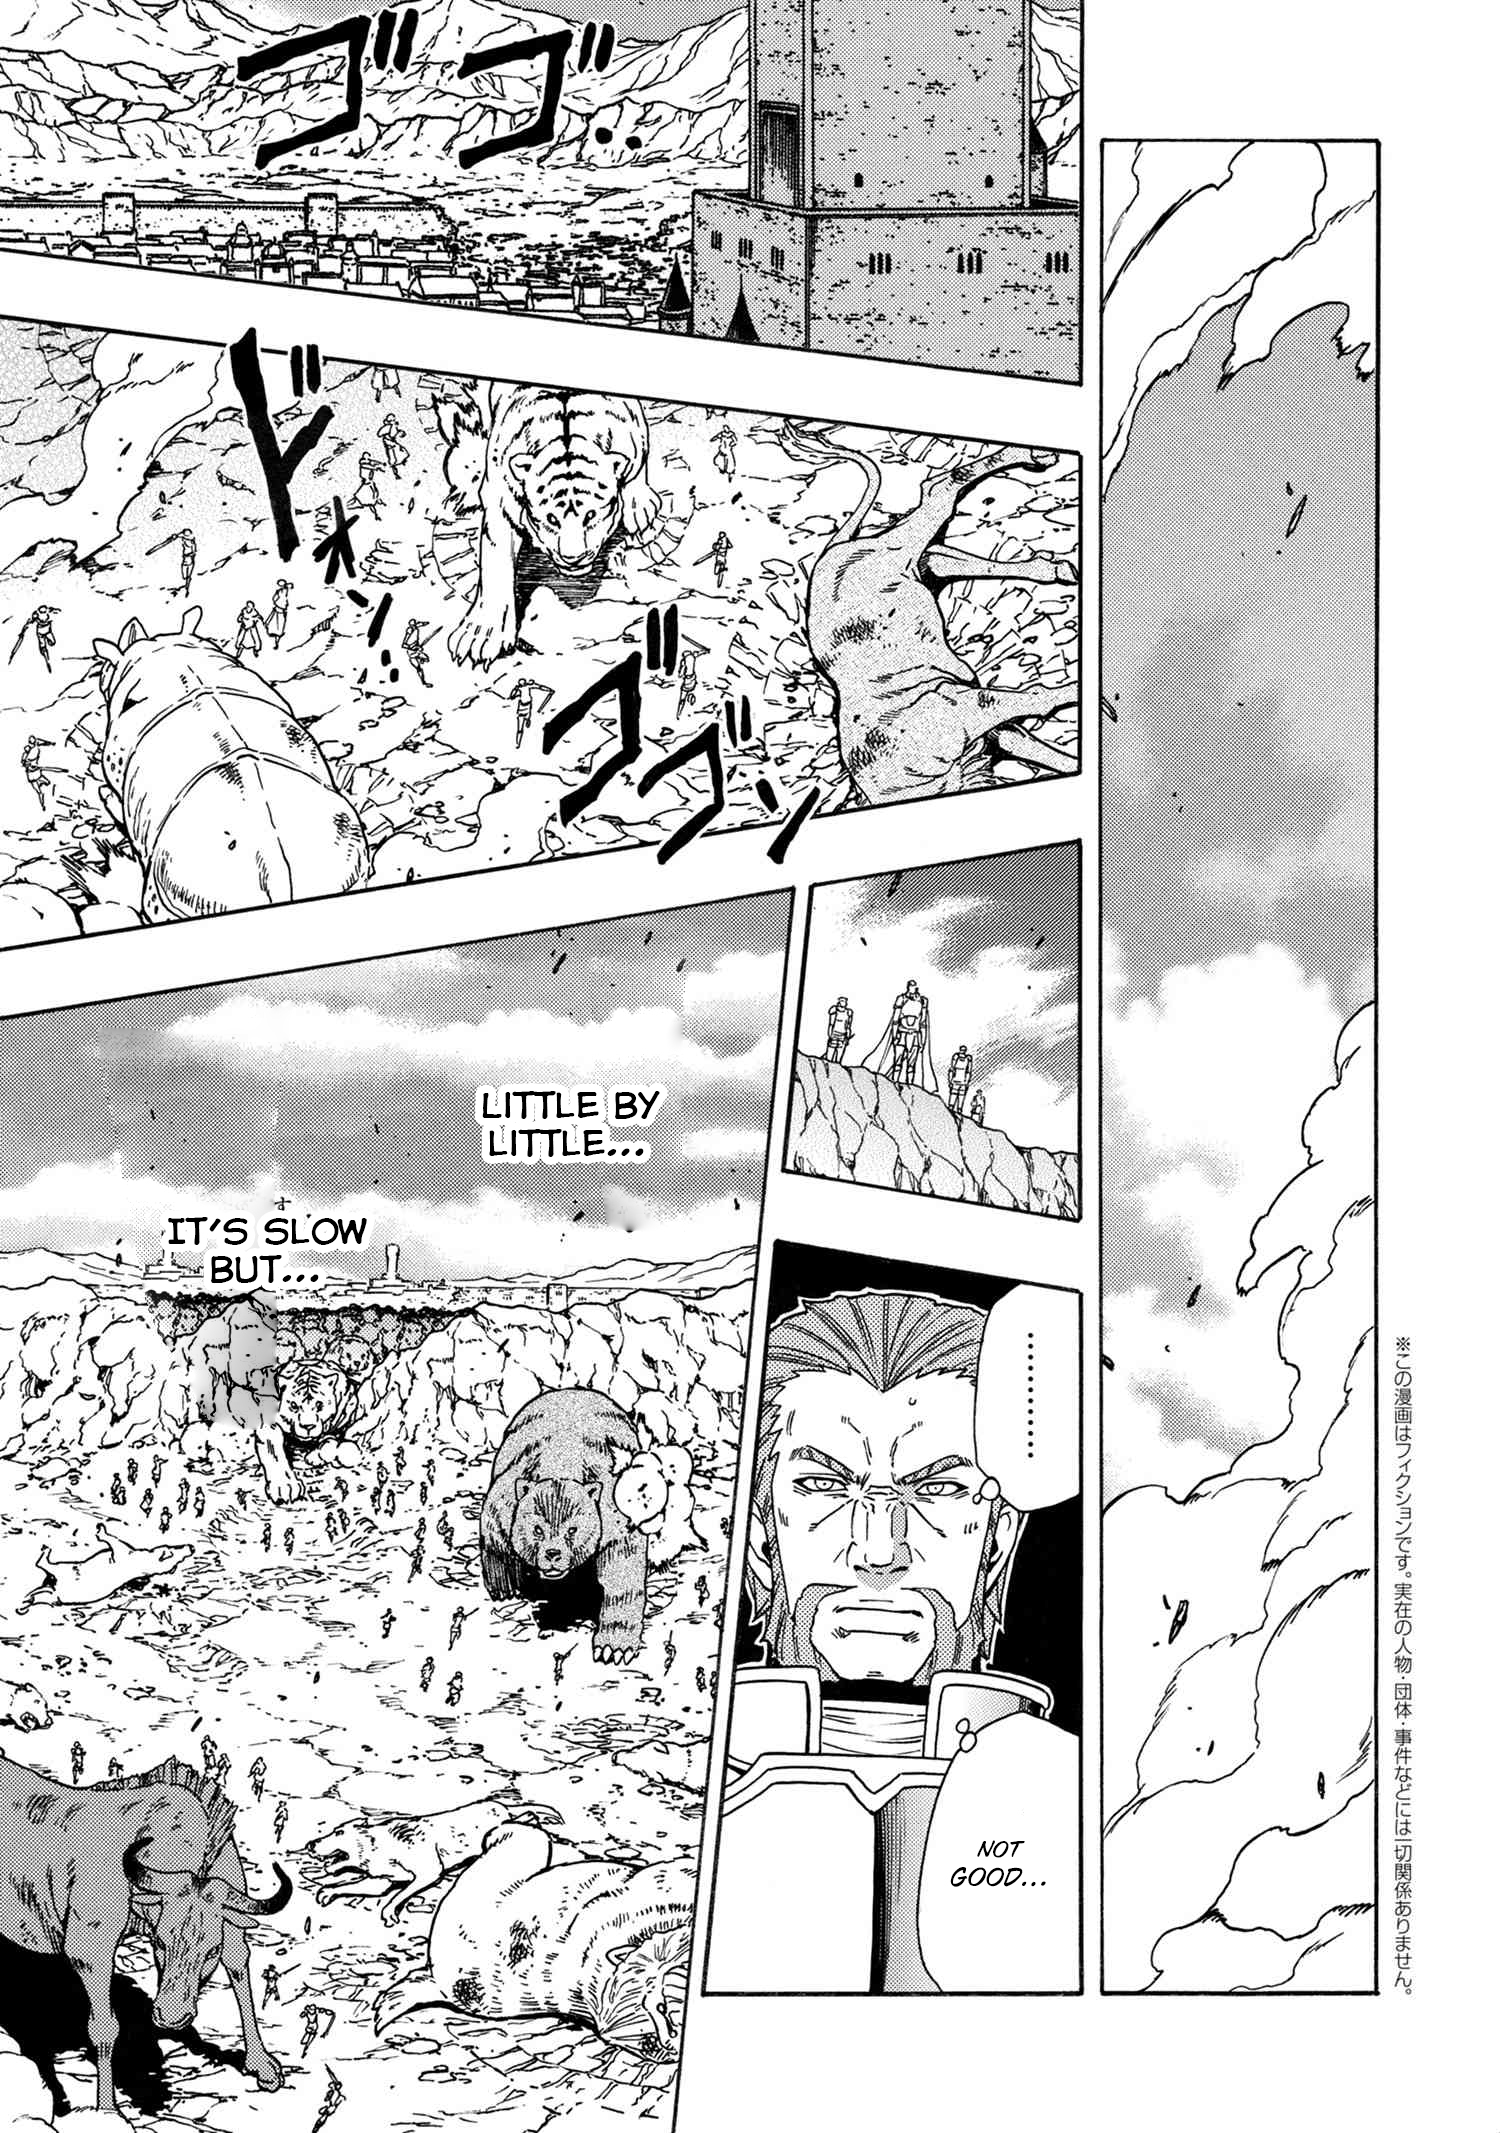 ※この漫画はフィクションです。実在の人物・団体・事件などには一切関係ありません。
ゴゴ
ドォン
ゴゴゴン
…………
NOT
GOOD...
LITTLE BY
LITTLE...
す
IT'S SLOW
BUT...